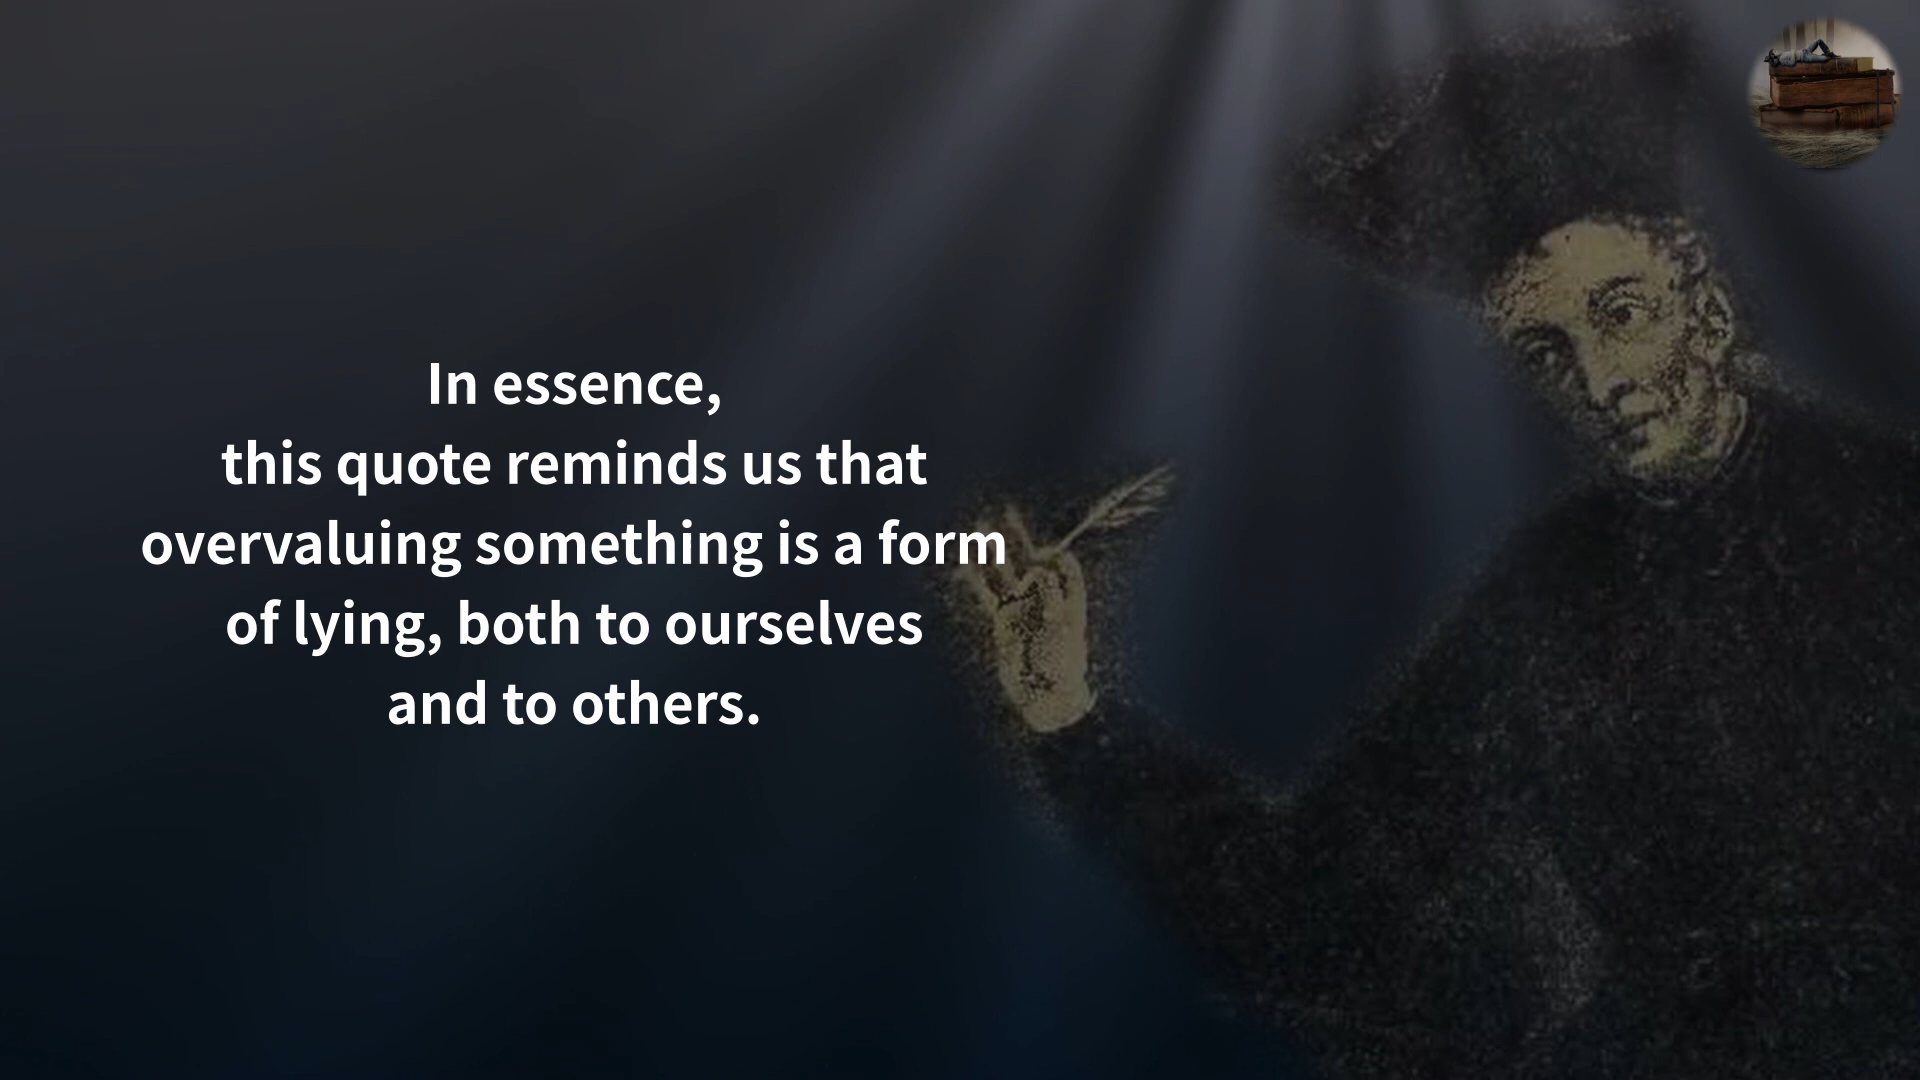 In essence,
this quote reminds us that
overvaluing something is a form
of lying, both to ourselves
and to others.